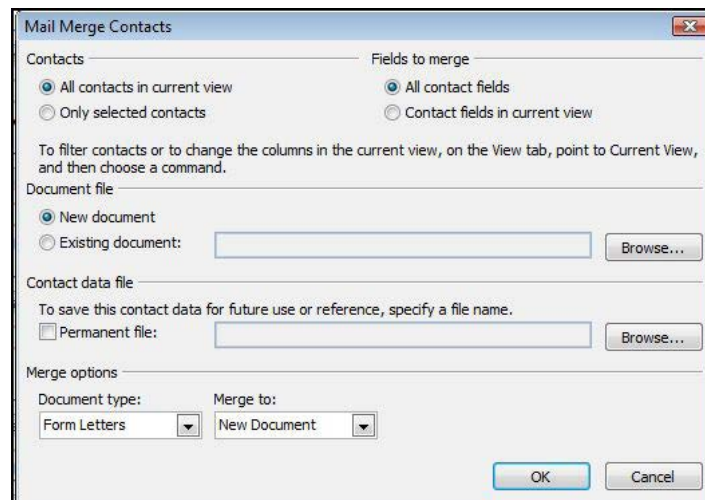 Mail Merge Contacts
Contacts
Fields to merge
All contacts in current view
All contact fields
Only selected contacts
Contact fields in current view
To filter contacts or to change the columns in the current view, on the View tab, point to Current View,
and then choose a command.
Document file
New document
Existing document:
Browse...
Contact data file
To save this contact data for future use or reference, specify a file name.
Permanent file:
Browse...
Merge options
Document type:
Merge to:
Form Letters
New Document
OK
Cancel